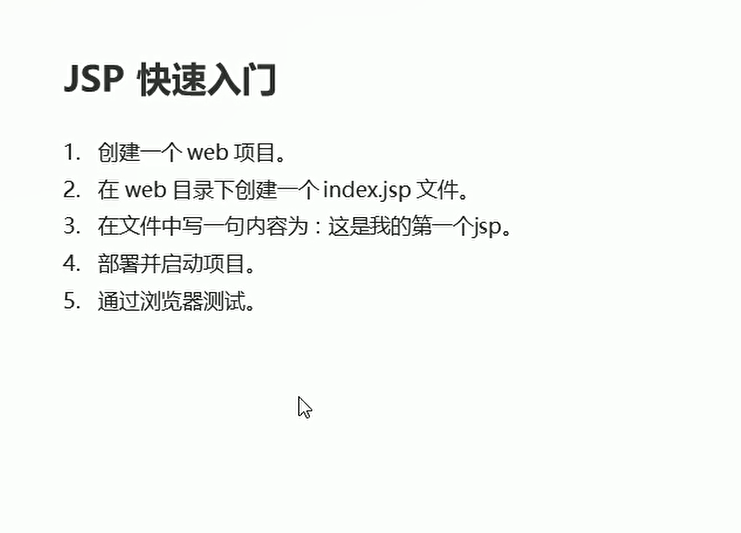 JSP 快速入门
1. 创建一个 web 项目。
2. 在 web 目录下创建一个 index.jsp 文件。
3. 在文件中写一句内容为：这是我的第一个jsp。
4. 部署并启动项目。
5. 通过浏览器测试。